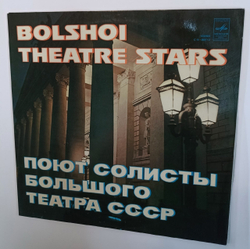 BOLSHOI
THEATRE STARS
ПОЮТ СОЛИСТЫ
БОЛЬШОГО
ТЕАТРА СССР